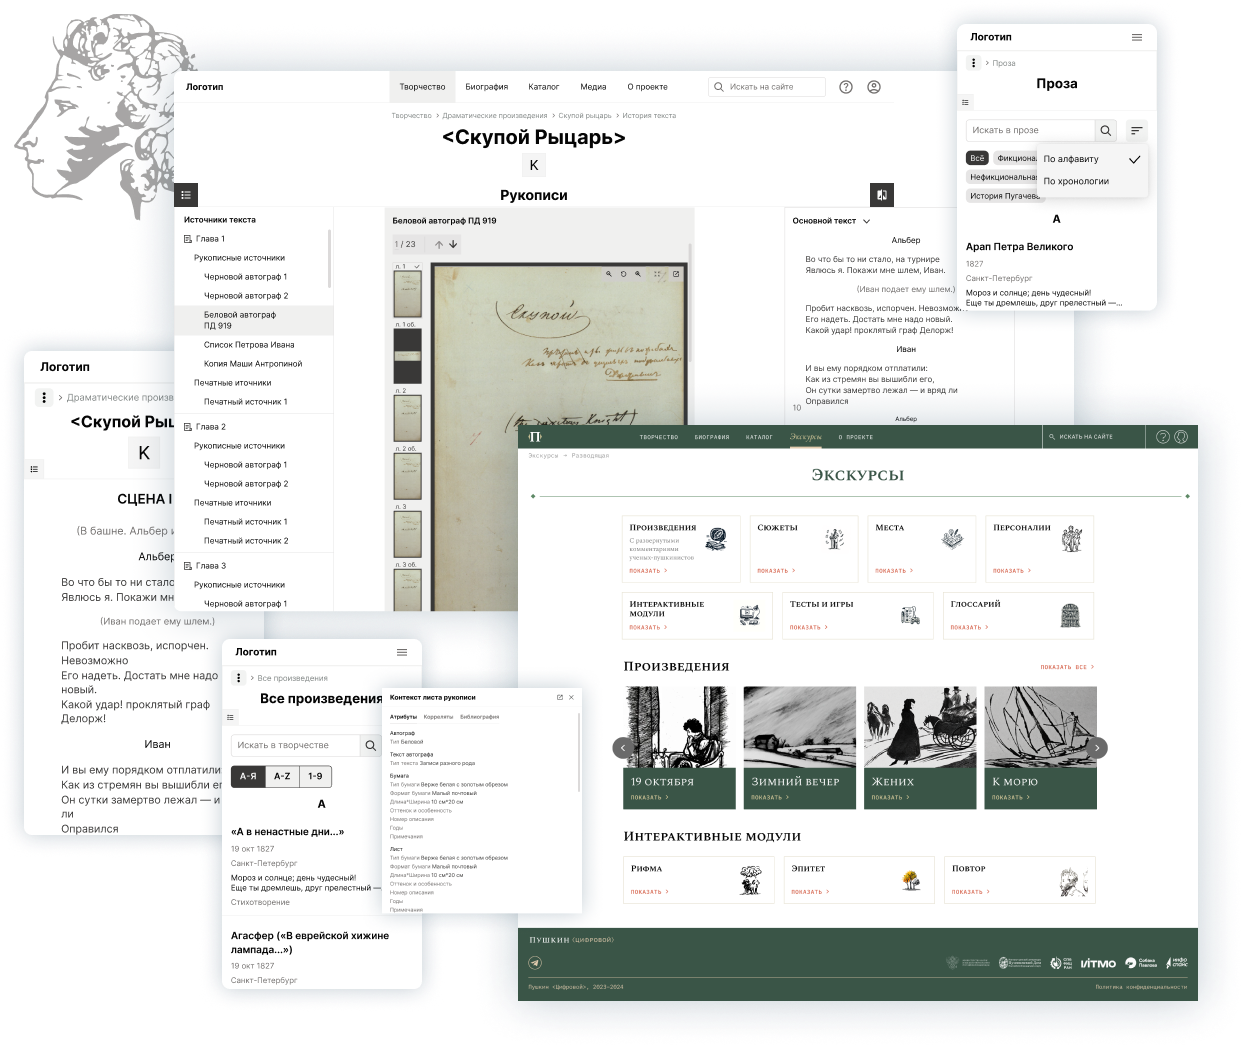 Логотип
Творчество
Биография
Каталог
Медиа
О проекте
Искать на сайте
Творчество > Драматические произведения > Скупой рыцарь > История текста
<Скупой Рыцарь>
К
Рукописи
Источники текста
Глава 1
Рукописные источники
Черновой автограф 1
Черновой автограф 2
Беловой автограф
ПД 919
Список Петрова Ивана
Копия Маши Антропиной
Печатные иточники
Печатный источник 1
Глава 2
Рукописные источники
Черновой автограф 1
Черновой автограф 2
Печатные иточники
Печатный источник 1
Печатный источник 2
Глава 3
Рукописные источники
Черновой автограф 1
Беловой автограф ПД 919
1 / 23
л. 1
л. 1 об.
л. 2
л. 2 об.
л. 3
л. 3 об.
Скупой
Основной текст
Альбер
Во что бы то ни стало, на турнире
Явлюсь я. Покажи мне шлем, Иван.
(Иван подает ему шлем.)
Пробит насквозь, испорчен. Невозможн
Его надеть. Достать мне надо новый.
Какой удар! проклятый граф Делорж!
Иван
И вы ему порядком отплатили:
Как из стремян вы вышибли его,
Он сутки замертво лежал — и вряд ли
Оправился
10
Альбер
Логотип
> Проза
Проза
Искать в прозе
Всё
Фикционал
Нефикциональная
История Пугачева
По алфавиту
По хронологии
А
Арап Петра Великого
1827
Санкт-Петербург
Мороз и солнце; день чудесный!
Еще ты дремлешь, друг прелестный —...
Логотип
> Драматические произв
<Скупой Рыц
К
СЦЕНА I
(В башне. Альбер и
Альбер
Во что бы то ни стало
Явлюсь я. Покажи мн
(Иван подает ему шлем.)
Пробит насквозь, испорчен.
Невозможно
Его надеть. Достать мне надо
новый.
Какой удар! проклятый граф
Делорж!
Иван
И вы ему порядком отплатили:
Как из стремян вы вышибли ег
Он сутки замертво лежал — и
ли
Оправился
Логотип
> Все произведения
Все произведения
Искать в творчестве
А-Я
A-Z
1-9
А
«А в ненастные дни...»
19 окт 1827
Санкт-Петербург
Мороз и солнце; день чудесный!
Еще ты дремлешь, друг прелестный —
Стихотворение
Агасфер («В еврейской хижине
лампада...»)
19 окт 1827
Санкт-Петербург
Контекст листа рукописи
Атрибуты
Корроляты
Библиография
Автограф
Тип Беловой
Текст автографа
Тип текста Записи разного рода
Бумага
Тип бумаги Верже белая с золотым обрезом
Формат бумаги Малый почтовый
Длина*Ширина 10 см*20 см
Оттенок и особенность
Номер описания
Годы
Примечания
Лист
Тип бумаги Верже белая с золотым обрезом
Формат бумаги Малый почтовый
Длина*Ширина 10 см*20 см
Оттенок и особенность
Номер описания
Годы
Примечания
П
ТВОРЧЕСТВО
БИОГРАФИЯ
КАТАЛОГ
Экскурсы
О ПРОЕКТЕ
ИСКАТЬ НА САЙТЕ
Экскурсы → Разводящая
Экскурсы
Произведения
С развернутыми
комментариями
ученых-пушкинистов
ПОКАЗАТЬ >
Сюжеты
ПОКАЗАТЬ >
Места
ПОКАЗАТЬ >
Персоналии
ПОКАЗАТЬ >
Интерактивные
модули
ПОКАЗАТЬ >
Тесты и игры
ПОКАЗАТЬ >
Глоссарий
ПОКАЗАТЬ >
Произведения
ПОКАЗАТЬ ВСЕ >
19 октября
ПОКАЗАТЬ >
Зимний вечер
ПОКАЗАТЬ >
Жених
ПОКАЗАТЬ >
К морю
ПОКАЗАТЬ >
Интерактивные модули
Рифма
ПОКАЗАТЬ >
Эпитет
ПОКАЗАТЬ >
Повтор
ПОКАЗАТЬ >
Пушкин <цифровой>
ITMO
Собака
Павлова
инфо
Пушкин <Цифровой>, 2023–2024
Политика конфиденциальности